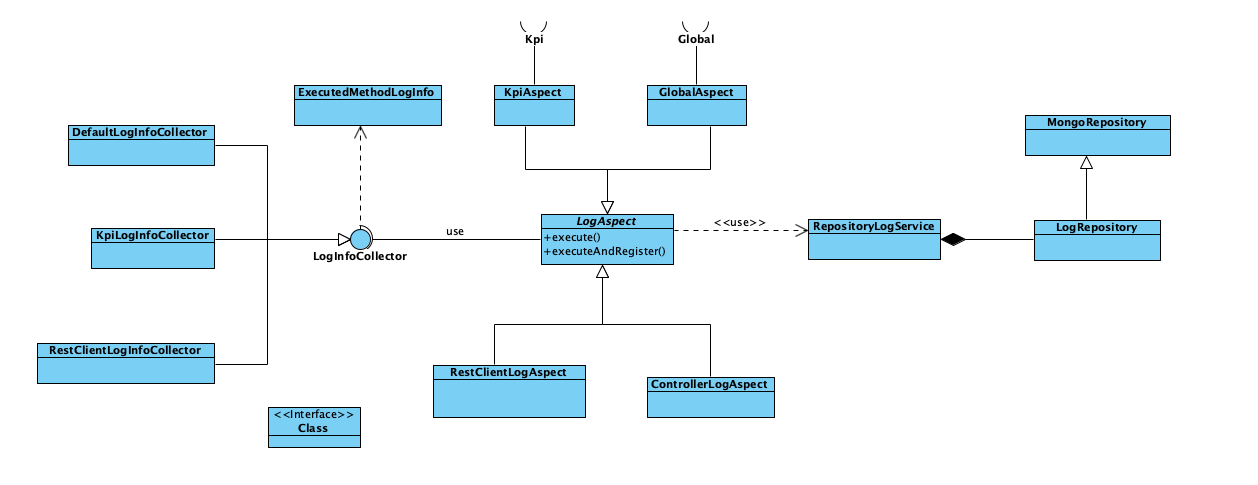 Kpi
Global
ExecutedMethodLogInfo
KpiAspect
GlobalAspect
MongoRepository
DefaultLogInfoCollector
KpiLogInfoCollector
LogInfoCollector
use
LogAspect
+execute()
+executeAndRegister()
<<use>>
RepositoryLogService
LogRepository
RestClientLogInfoCollector
RestClientLogAspect
ControllerLogAspect
<<Interface>>
Class